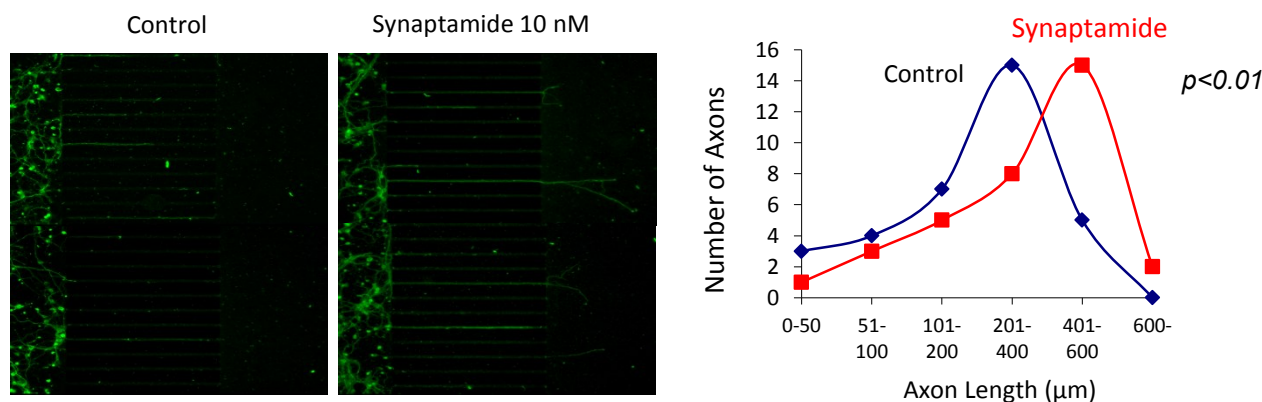 Control
Synaptamide 10 nM
Synaptamide
Control
p<0.01
Number of Axons
16
14
12
10
8
6
4
2
0
0-50
51-
100
101-
200
201-
400
401-
600
600-
Axon Length (μm)